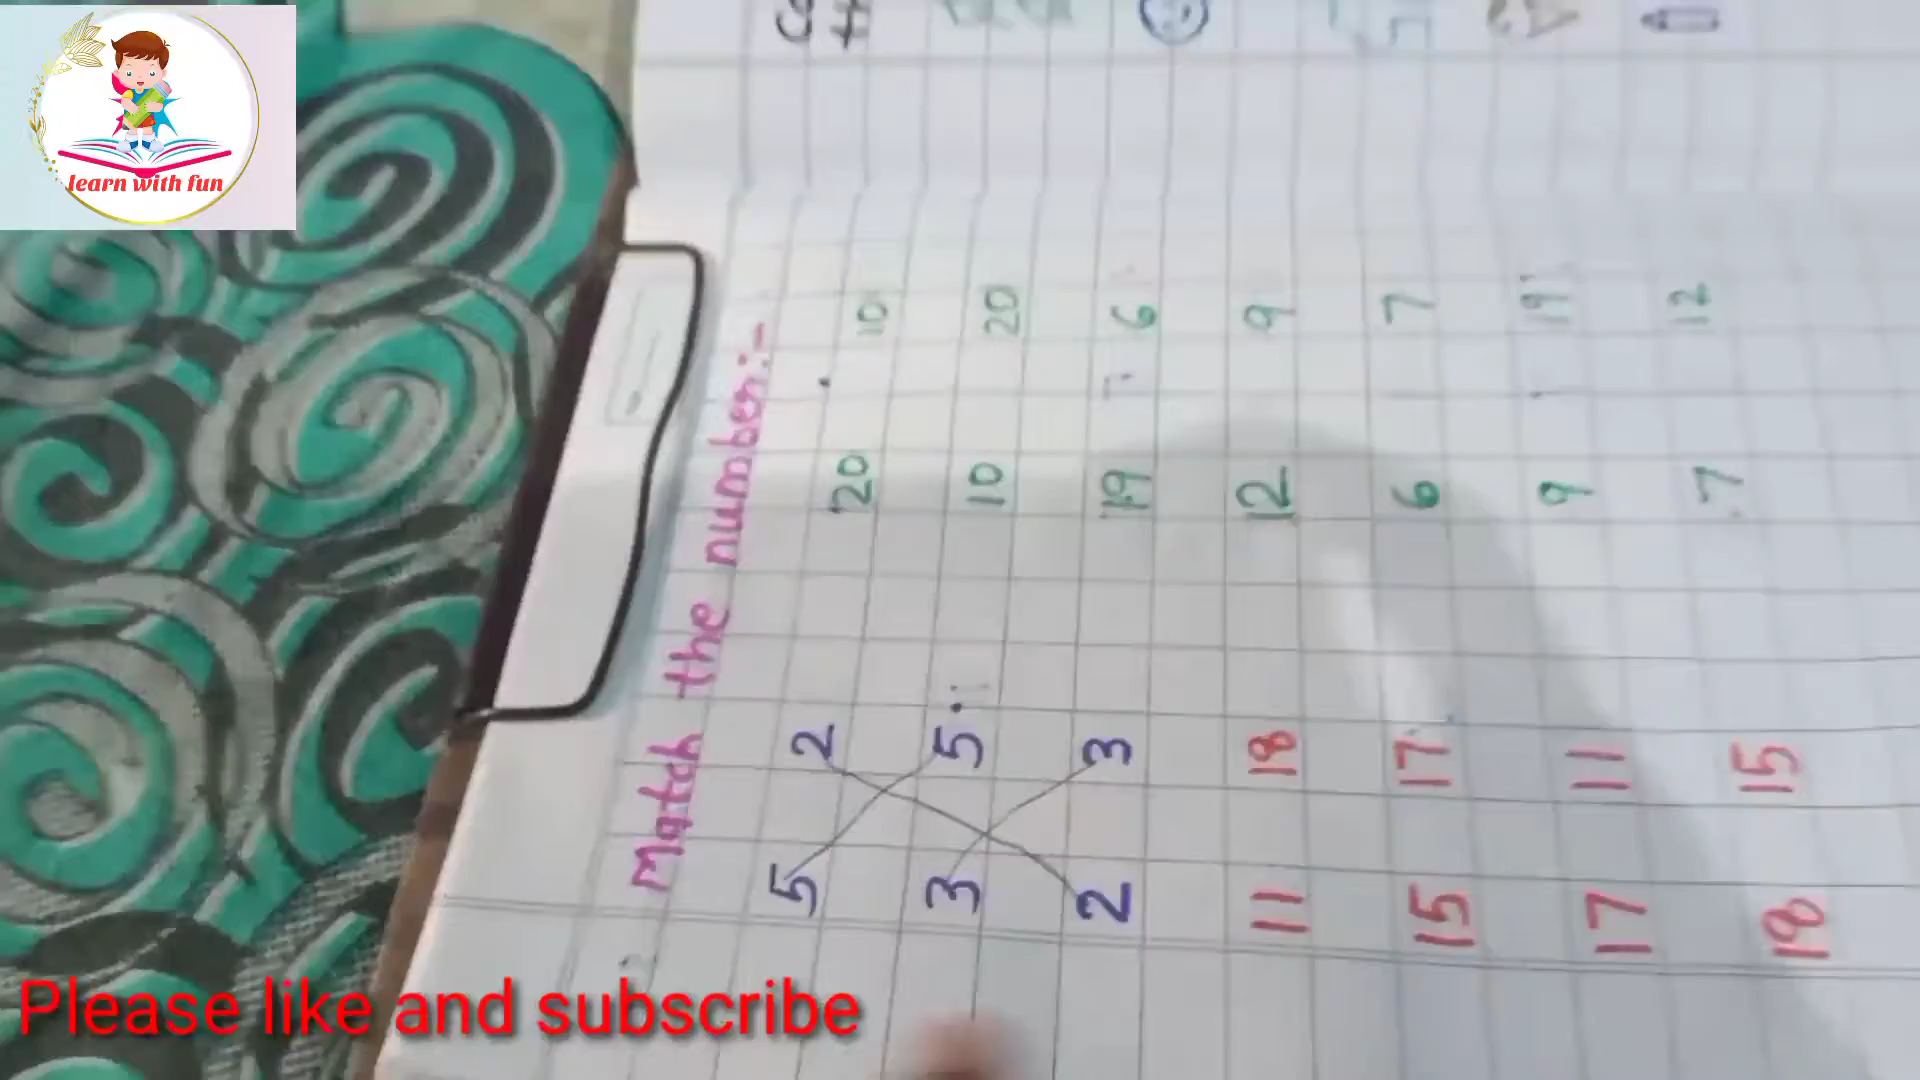 learn with fun
Match the number:-
5 2 20 10
3 5 10 20
2 3 19 6
11 18 12 9
15 17 6 7
17 11 9 19
18 15 7 12
Please like and subscribe